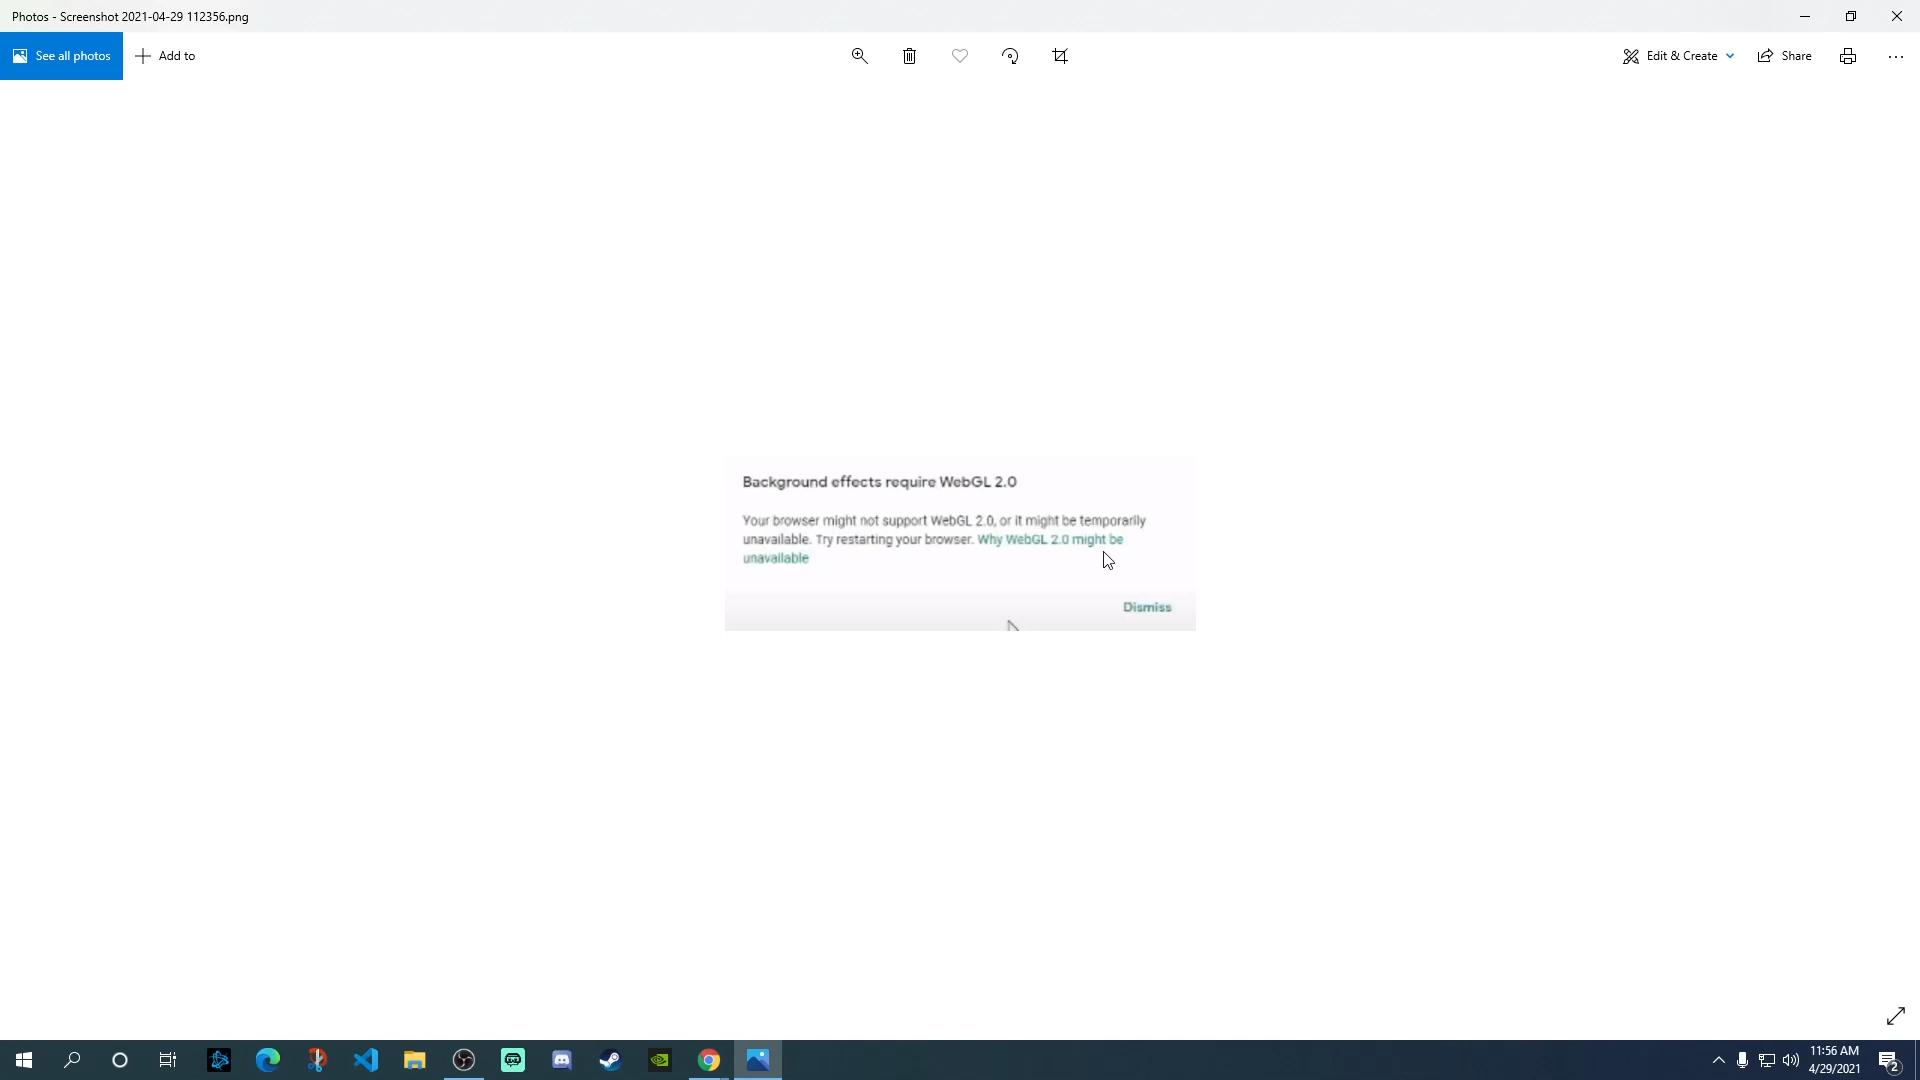 Photos - Screenshot 2021-04-29 112356.png
See all photos
Add to
Edit & Create
Share
Background effects require WebGL 2.0
Your browser might not support WebGL 2.0, or it might be temporarily
unavailable. Try restarting your browser. Why WebGL 2.0 might be
unavailable
Dismiss
11:56 AM
4/29/2021
2